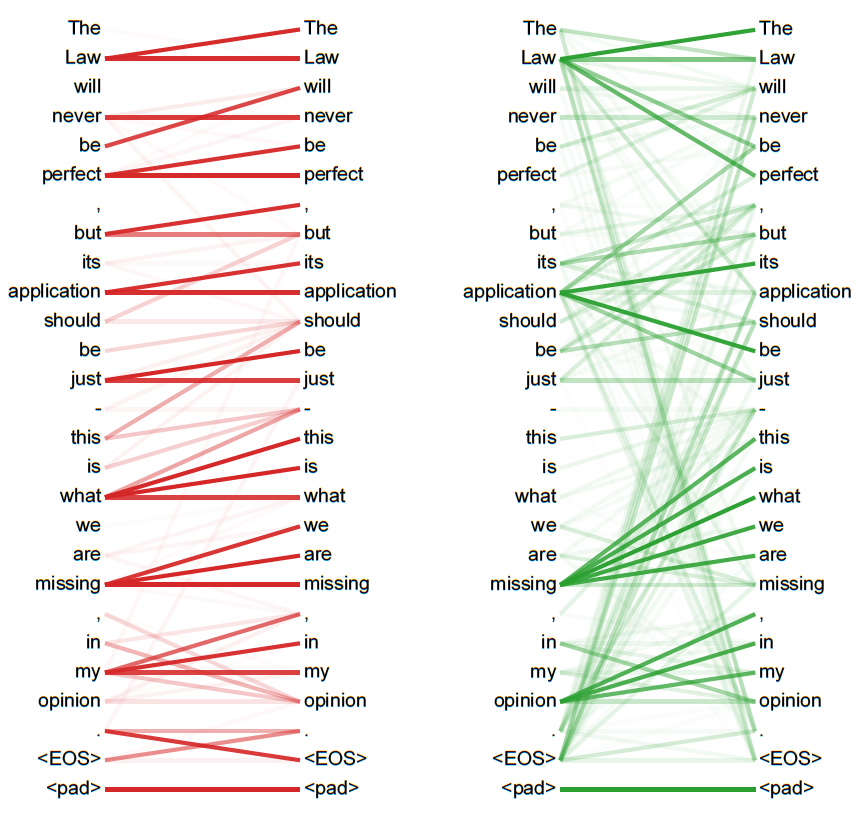 The The The The
Law Law Law Law
will will will will
never never never never
be be be be
perfect perfect perfect perfect
, , , ,
but but but but
its its its its
application application application application
should should should should
be be be be
just just just just
- - - -
this this this this
is is is is
what what what what
we we we we
are are are are
missing missing missing missing
, , , ,
in in in in
my my my my
opinion opinion opinion opinion
. . . .
<EOS> <EOS> <EOS> <EOS>
<pad> <pad> <pad> <pad>